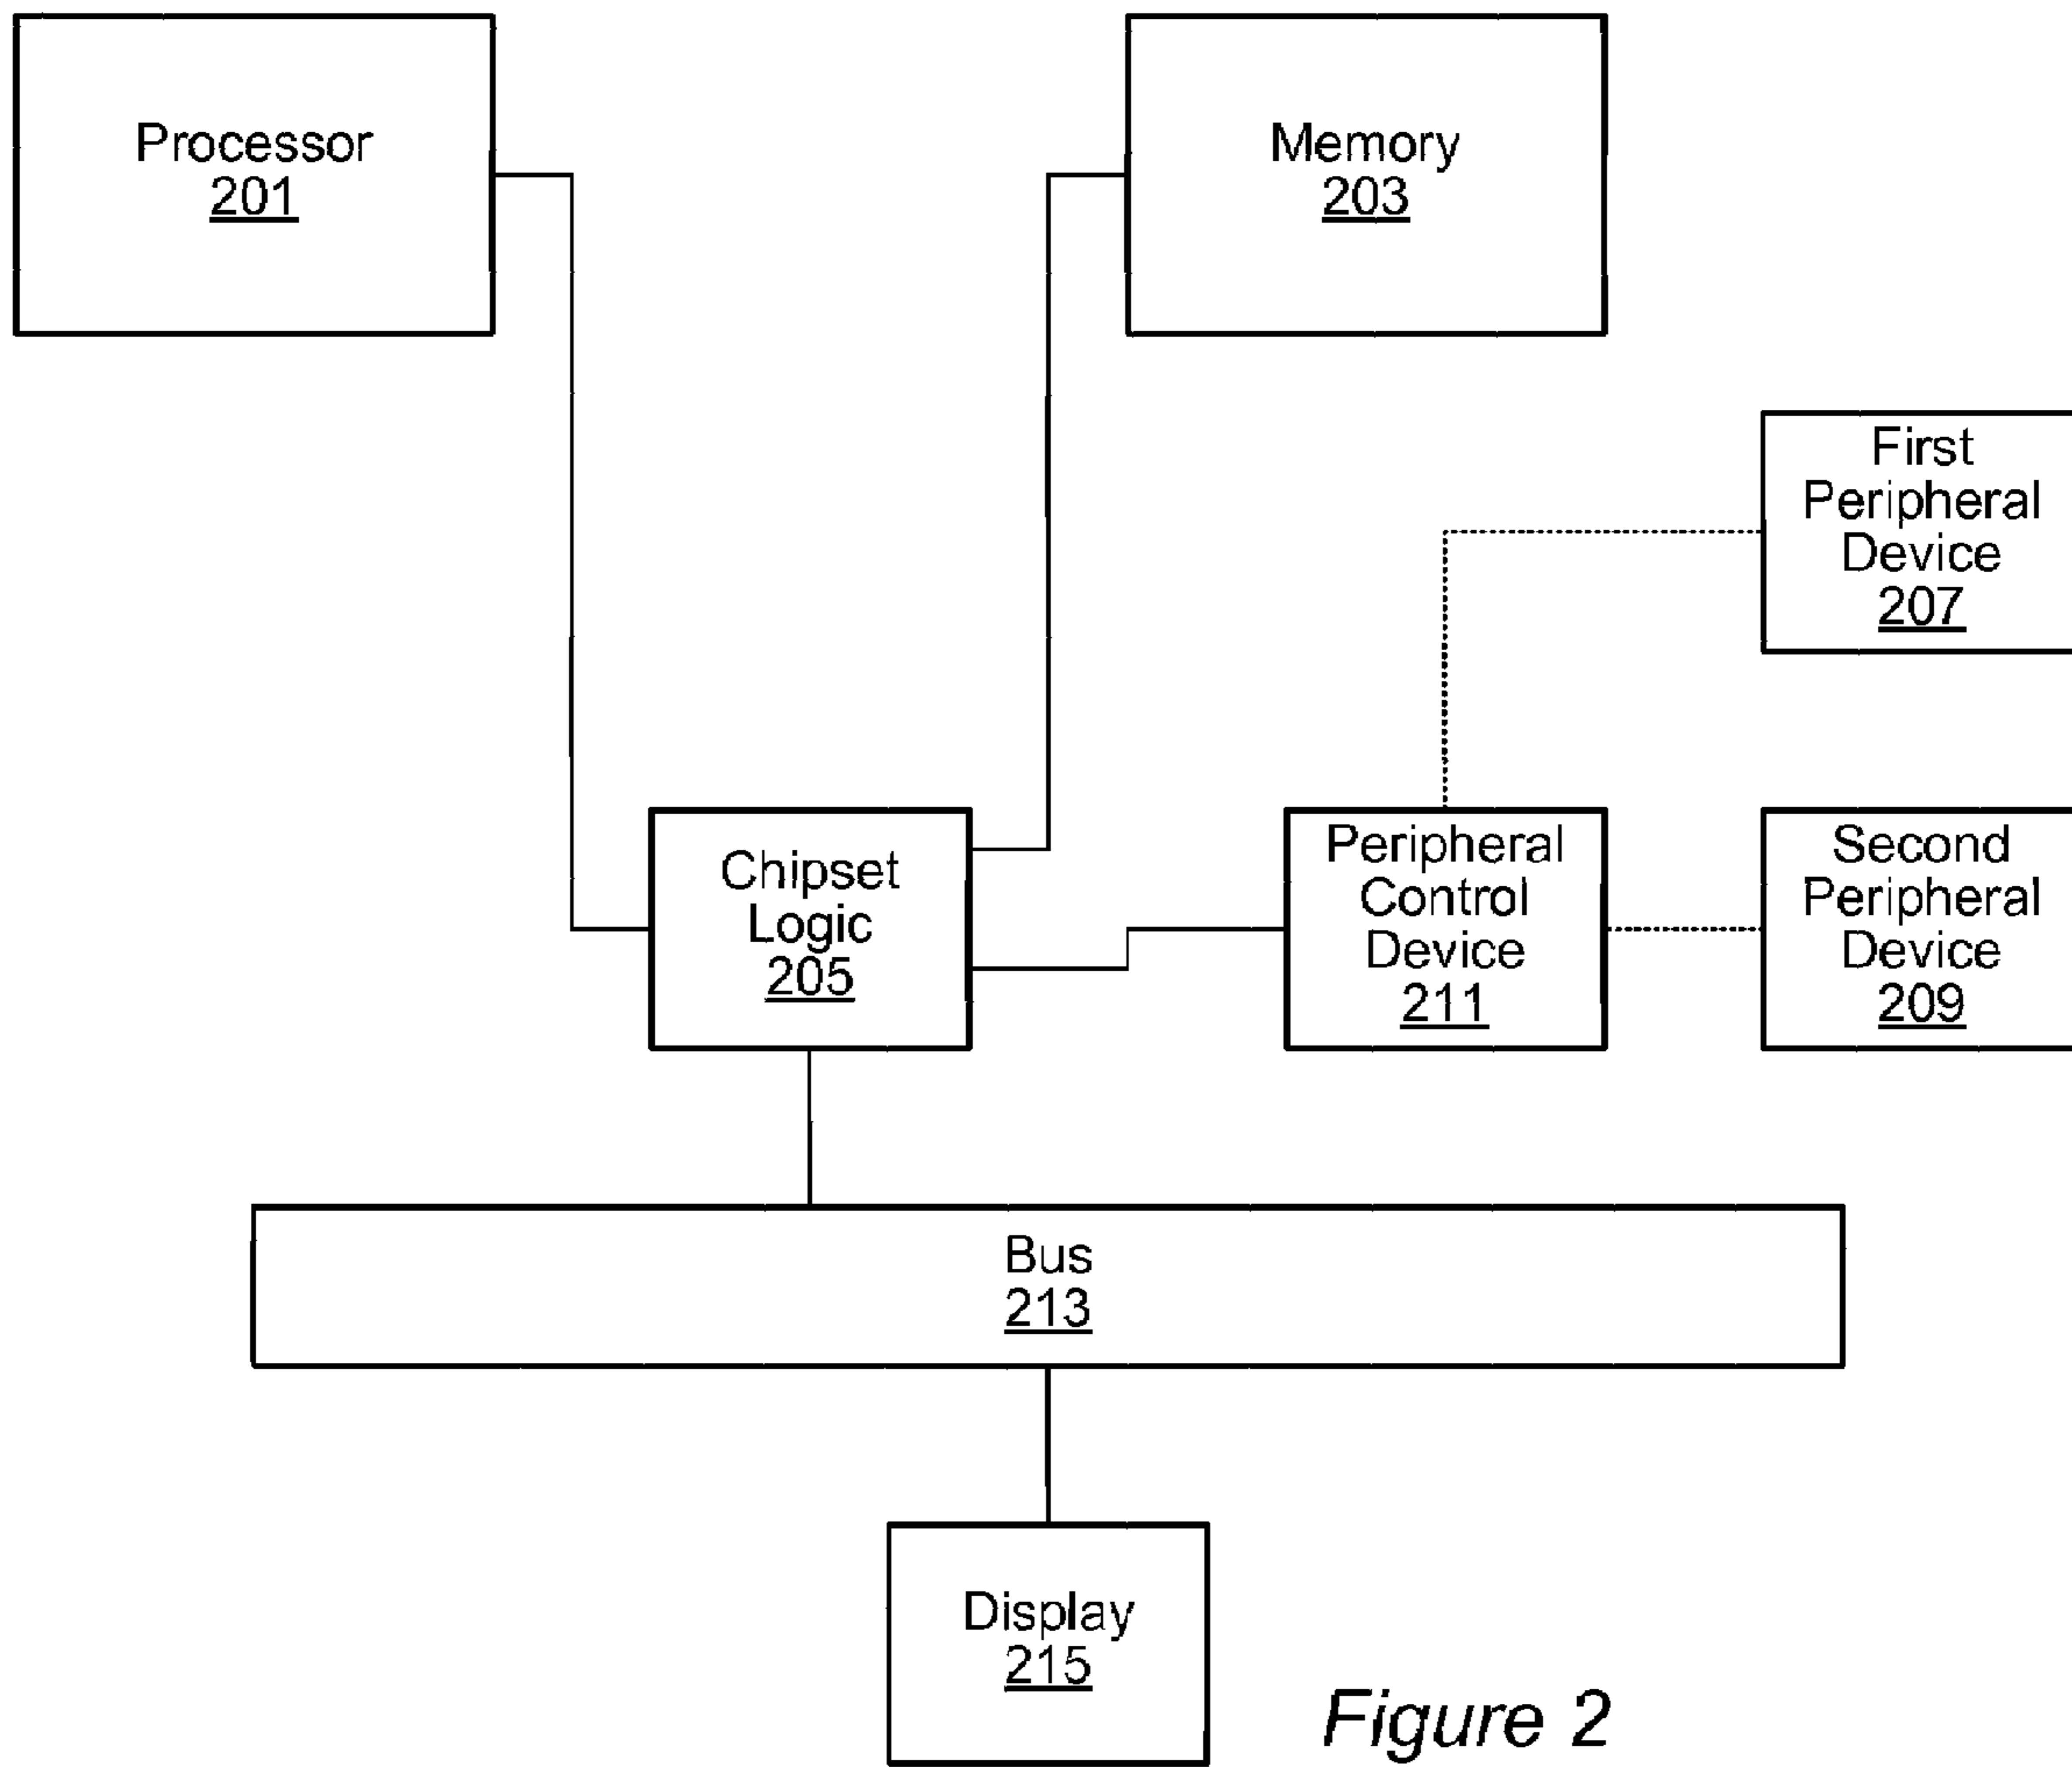 Processor
201
Memory
203
First
Peripheral
Device
207
Chipset
Logic
205
Peripheral
Control
Device
211
Second
Peripheral
Device
209
Bus
213
Display
215
Figure 2